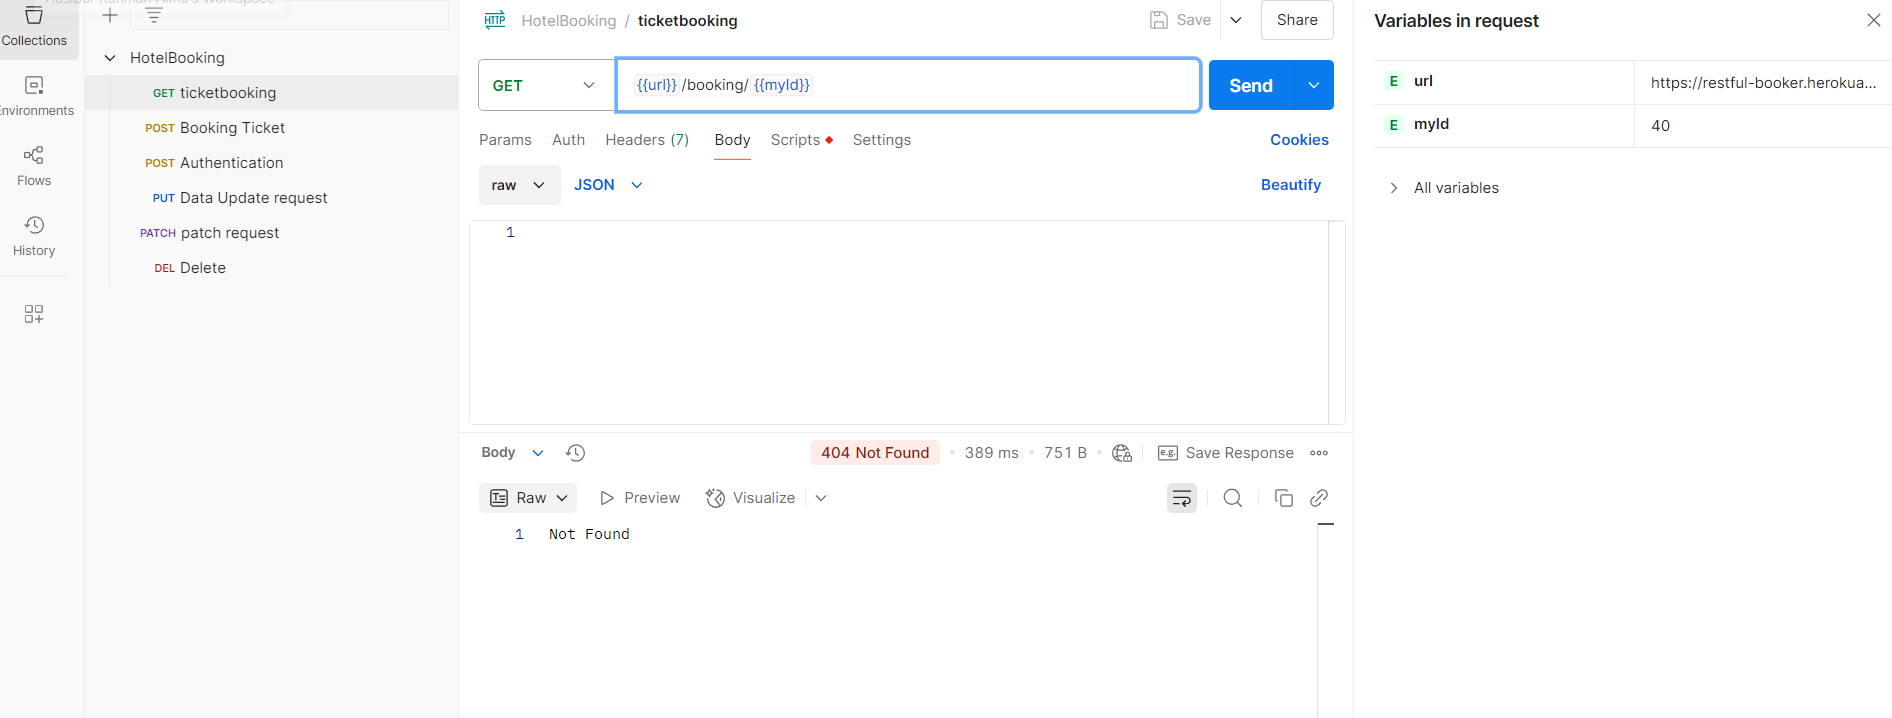 Collections
Environments
Flows
History
HotelBooking
GET ticketbooking
POST Booking Ticket
POST Authentication
PUT Data Update request
PATCH patch request
DEL Delete
HTTP HotelBooking / ticketbooking
Save
Share
GET
{{url}} /booking/ {{myId}}
Send
Params Auth Headers (7) Body Scripts Settings
Cookies
raw JSON
Beautify
1
Body
404 Not Found • 389 ms • 751 B •
e.g. Save Response
Raw Preview Visualize
1 Not Found
Variables in request
E url https://restful-booker.herokua...
E myId 40
All variables